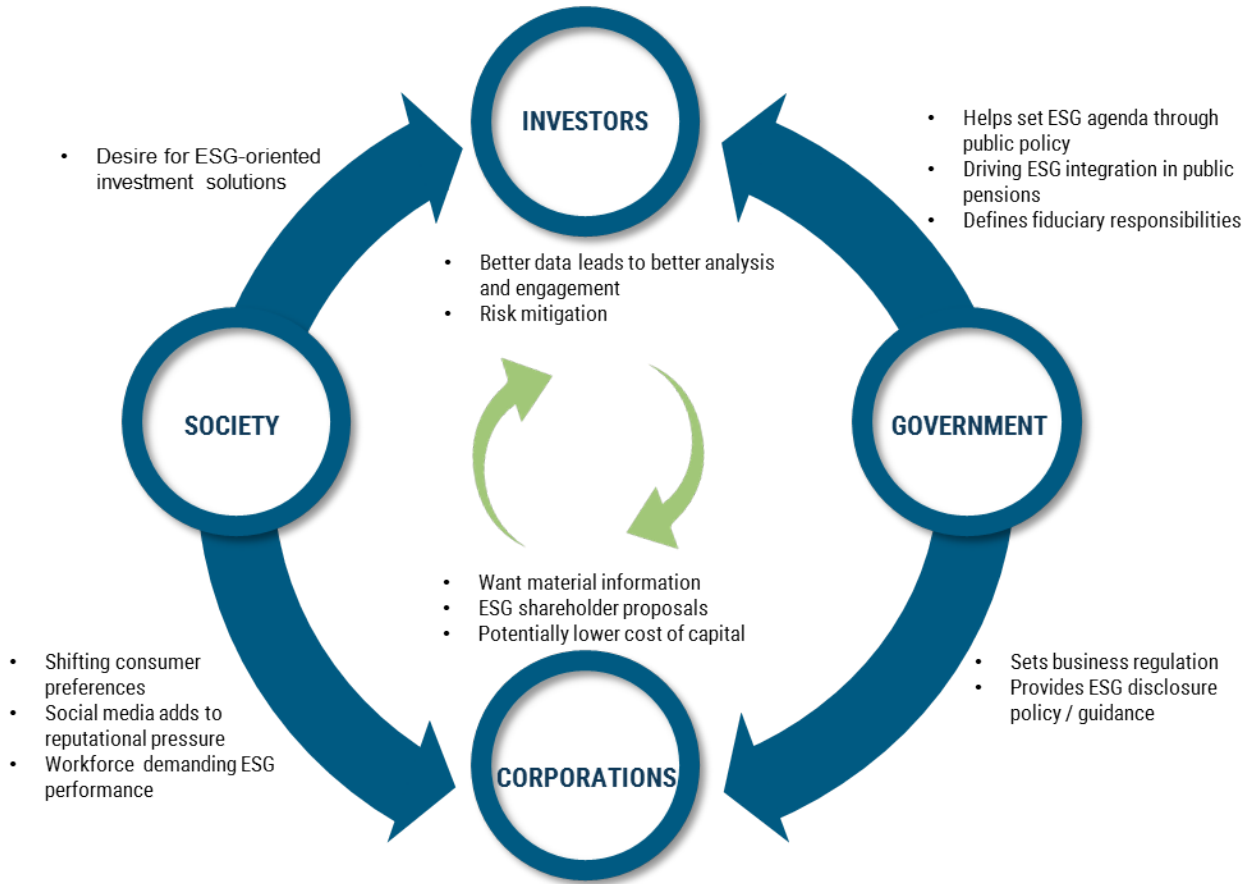 INVESTORS
• Helps set ESG agenda through
public policy
• Driving ESG integration in public
pensions
• Defines fiduciary responsibilities
• Desire for ESG-oriented
investment solutions
• Better data leads to better analysis
and engagement
• Risk mitigation
SOCIETY
GOVERNMENT
• Want material information
• ESG shareholder proposals
• Potentially lower cost of capital
• Shifting consumer
preferences
• Social media adds to
reputational pressure
• Workforce demanding ESG
performance
• Sets business regulation
• Provides ESG disclosure
policy / guidance
CORPORATIONS